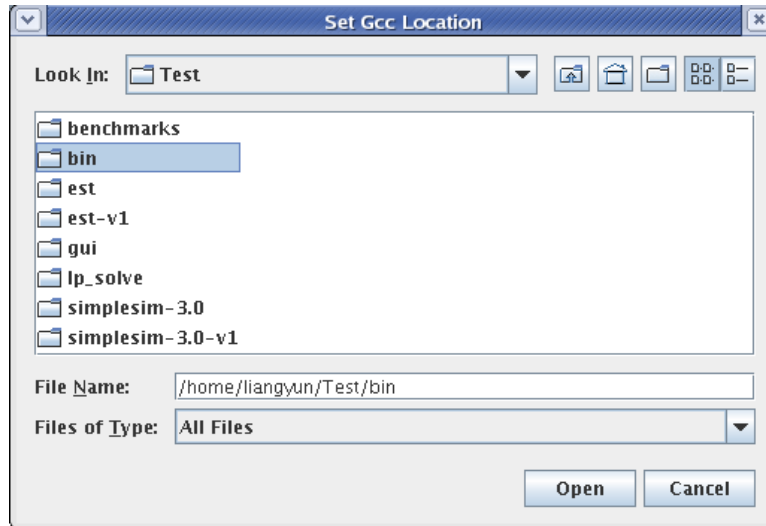 Set Gcc Location
Look In: Test
benchmarks
bin
est
est-v1
gui
lp_solve
simplesim-3.0
simplesim-3.0-v1
File Name: /home/liangyun/Test/bin
Files of Type: All Files
Open Cancel